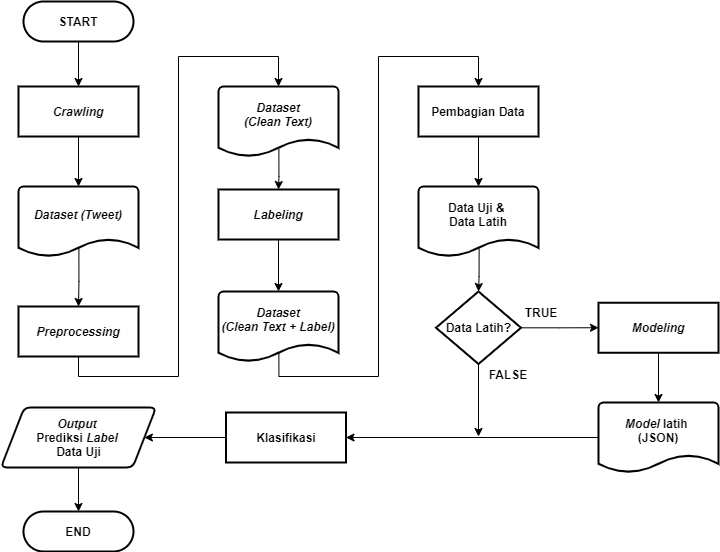 START
Crawling
Dataset (Tweet)
Preprocessing
Dataset
(Clean Text)
Labeling
Dataset
(Clean Text + Label)
Pembagian Data
Data Uji &
Data Latih
Data Latih?
TRUE
FALSE
Modeling
Model latih
(JSON)
Klasifikasi
Output
Prediksi Label
Data Uji
END